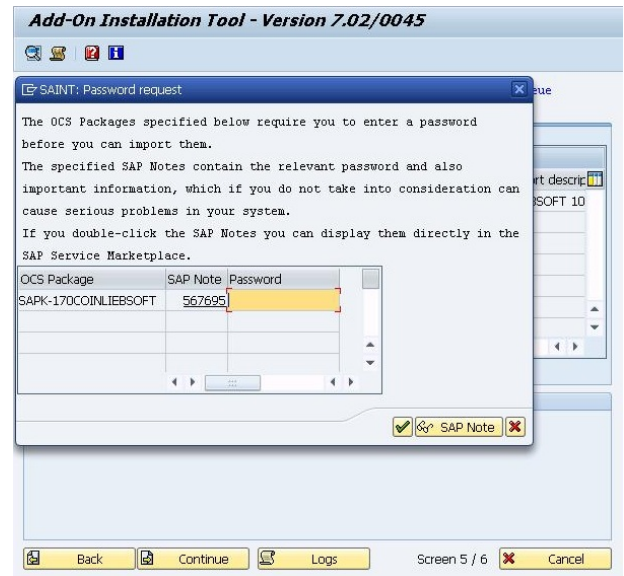 Add-On Installation Tool - Version 7.02/0045
SAINT: Password request
eue
The OCS Packages specified below require you to enter a password
before you can import them.
The specified SAP Notes contain the relevant password and also
important information, which if you do not take into consideration can
cause serious problems in your system.
If you double-click the SAP Notes you can display them directly in the
SAP Service Marketplace.
rt descrip
BSOFT 10
OCS Package SAP Note Password
SAPK-170COINLIEBSOFT 567695
SAP Note
Back Continue Logs Screen 5 / 6 Cancel